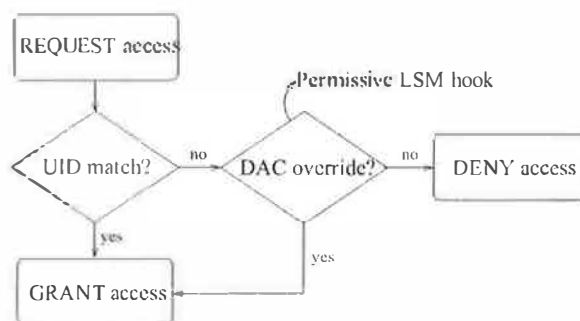 REQUEST access
Permissive LSM hook
UID match?
no
DAC override?
no
DENY access
yes
yes
GRANT access